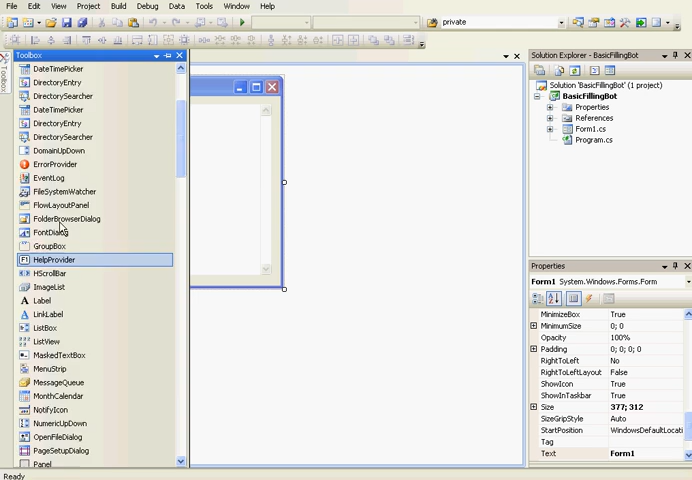 File Edit View Project Build Debug Data Tools Window Help
private
Toolbox
Toolbox
DateTimePicker
DirectoryEntry
DirectorySearcher
DateTimePicker
DirectoryEntry
DirectorySearcher
DomainUpDown
ErrorProvider
EventLog
FileSystemWatcher
FlowLayoutPanel
FolderBrowserDialog
FontDialog
GroupBox
F1 HelpProvider
HScrollBar
ImageList
A Label
A LinkLabel
ListBox
ListView
MaskedTextBox
MenuStrip
MessageQueue
MonthCalendar
NotifyIcon
NumericUpDown
OpenFileDialog
PageSetupDialog
Panel
Solution Explorer - BasicFillingBot
Solution 'BasicFillingBot' (1 project)
BasicFillingBot
Properties
References
Form1.cs
Program.cs
Properties
Form1 System.Windows.Forms.Form
MinimizeBox True
MinimumSize 0; 0
Opacity 100%
Padding 0; 0; 0; 0
RightToLeft No
RightToLeftLayout False
ShowIcon True
ShowInTaskbar True
Size 377; 312
SizeGripStyle Auto
StartPosition WindowsDefaultLocati
Tag
Text Form1
Ready